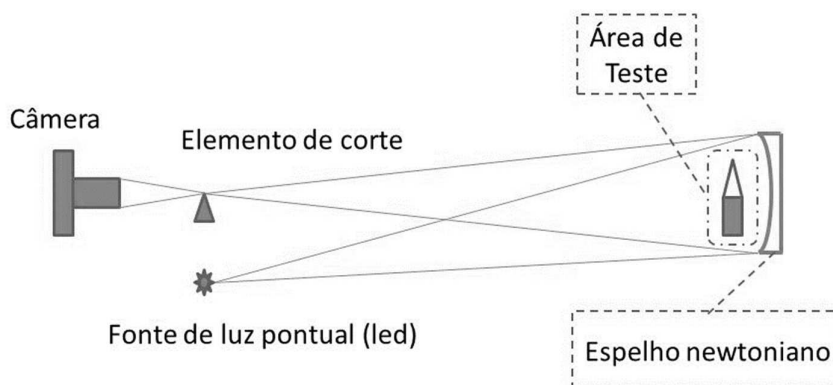 Área de
Teste
Câmera
Elemento de corte
Fonte de luz pontual (led)
Espelho newtoniano